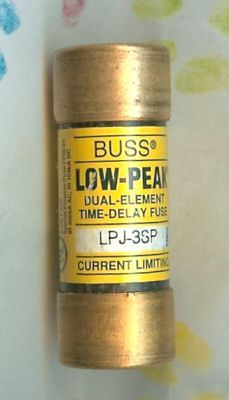 BUSS®
LOW-PEAK
DUAL-ELEMENT
TIME-DELAY FUSE
LPJ-3SP
CURRENT LIMITING